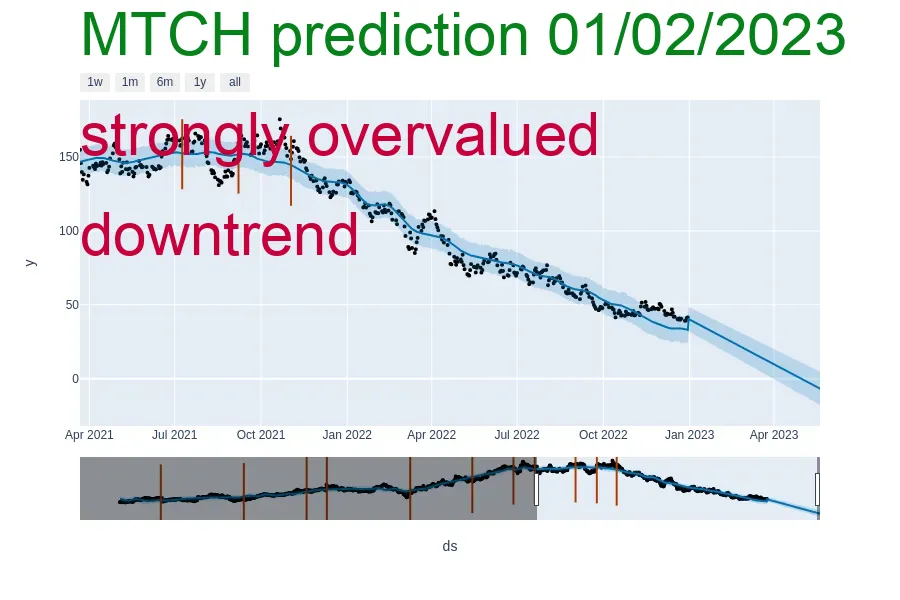 MTCH prediction 01/02/2023
1w 1m 6m 1y all
strongly overvalued
150
downtrend
100
y
50
0
Apr 2021 Jul 2021 Oct 2021 Jan 2022 Apr 2022 Jul 2022 Oct 2022 Jan 2023 Apr 2023
ds